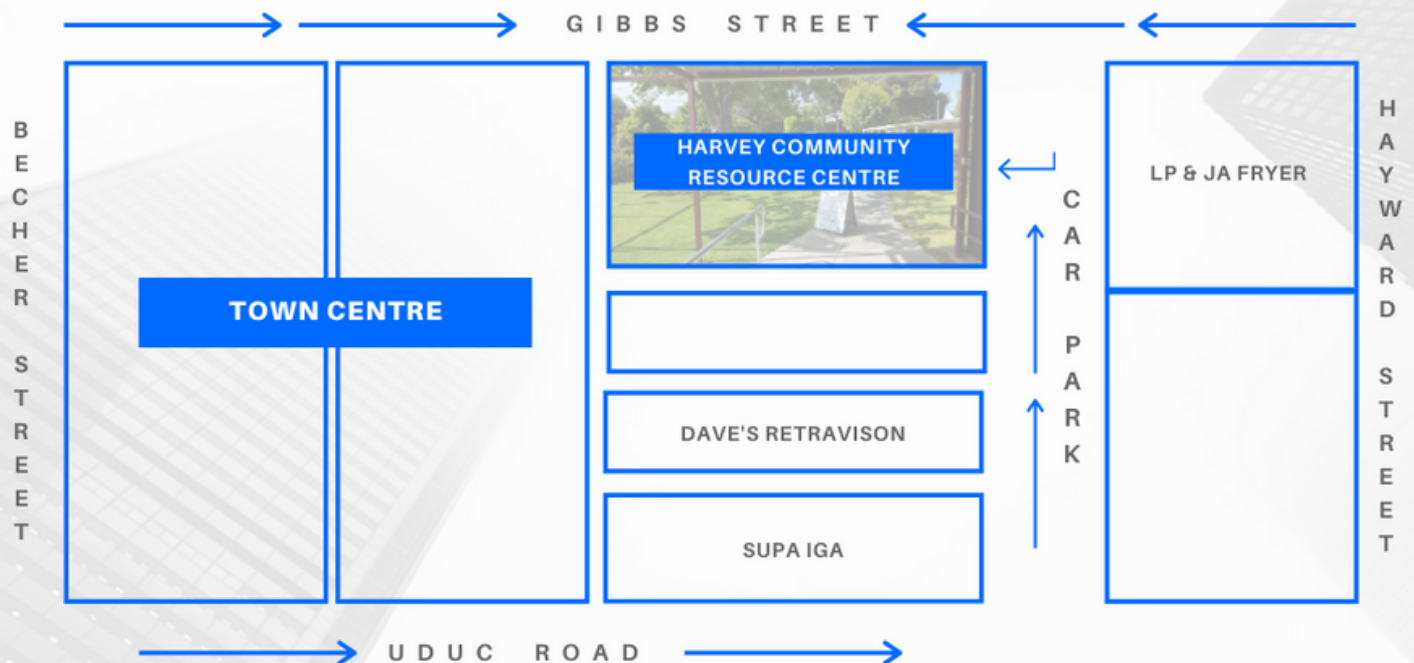 GIBBS STREET
BECHER STREET
HARVEY COMMUNITY
RESOURCE CENTRE
CAR PARK
LP & JA FRYER
HAYWARD STREET
TOWN CENTRE
DAVE'S RETRAVISON
SUPA IGA
UDUC ROAD